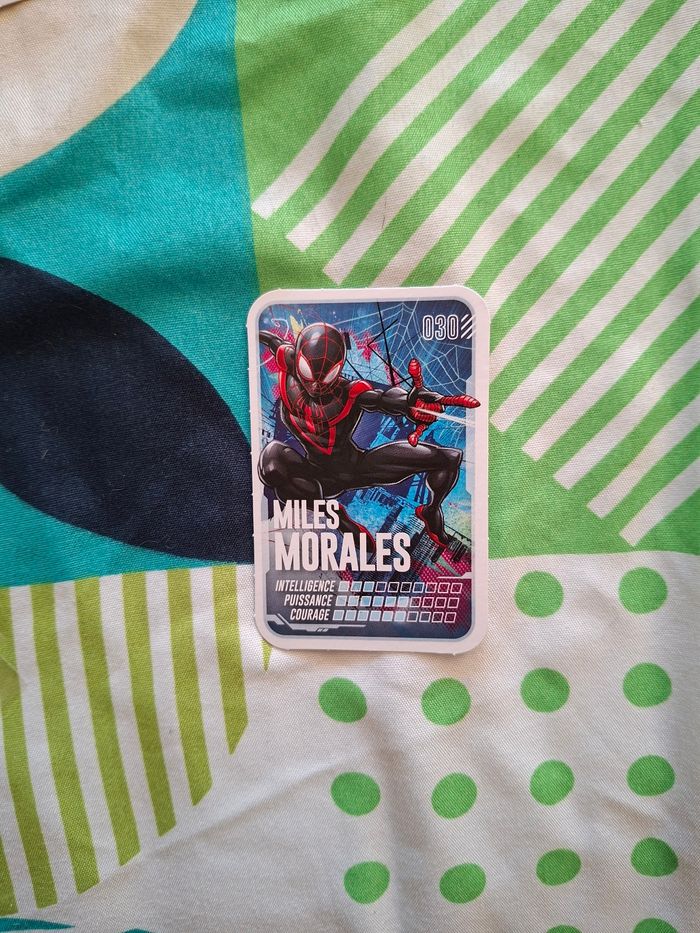 030
MILES
MORALES
INTELLIGENCE
PUISSANCE
COURAGE